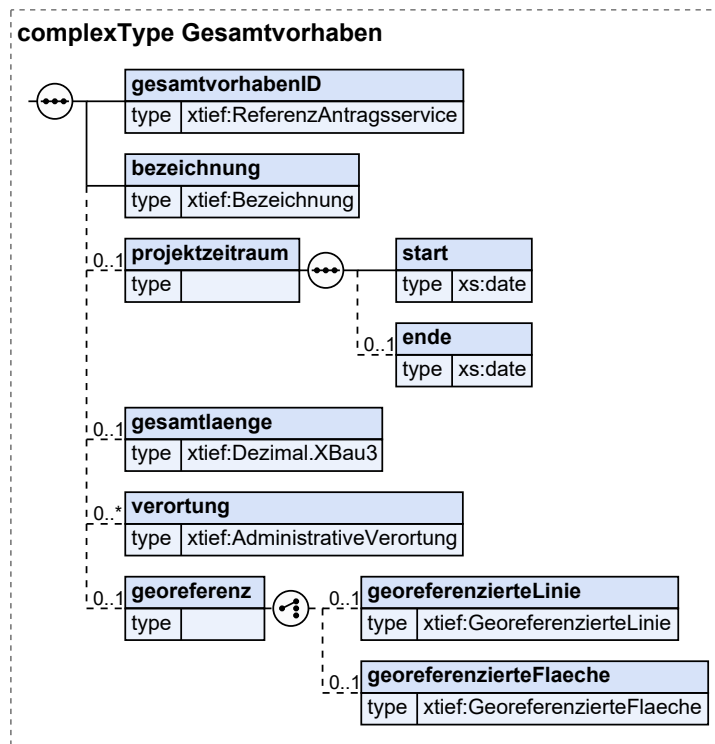 complexType Gesamtvorhaben
gesamtvorhabenID
type xtief:ReferenzAntragsservice
bezeichnung
type xtief:Bezeichnung
0..1 projektzeitraum
type
start
type xs:date
0..1 ende
type xs:date
0..1 gesamtlaenge
type xtief:Dezimal.XBau3
0..* verortung
type xtief:AdministrativeVerortung
0..1 georeferenz
type
0..1 georeferenzierteLinie
type xtief:GeoreferenzierteLinie
0..1 georeferenzierteFlaeche
type xtief:GeoreferenzierteFlaeche